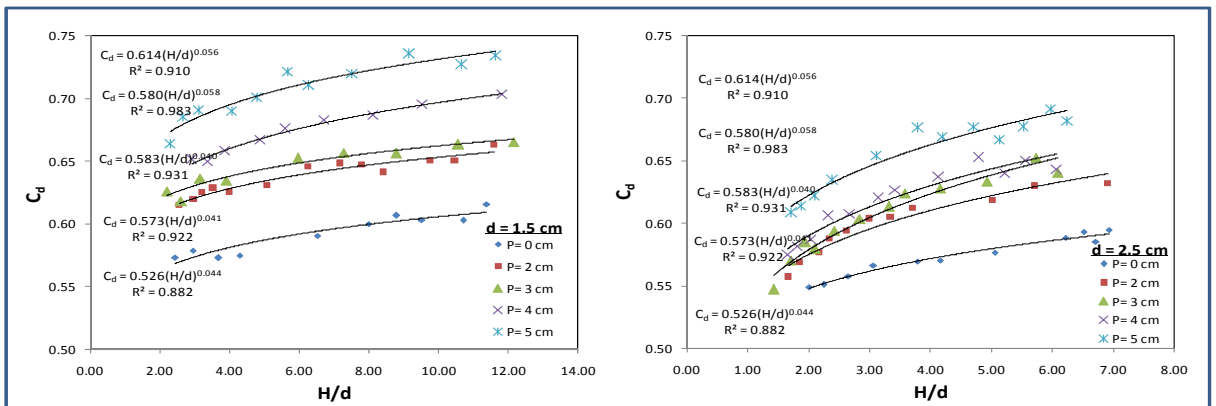 0.75
0.70
0.65
0.60
0.55
0.50
C_d
C_d = 0.614(H/d)^0.056
R² = 0.910
C_d = 0.580(H/d)^0.058
R² = 0.983
C_d = 0.583(H/d)^0.040
R² = 0.931
C_d = 0.573(H/d)^0.041
R² = 0.922
C_d = 0.526(H/d)^0.044
R² = 0.882
d = 1.5 cm
P= 0 cm
P= 2 cm
P= 3 cm
P= 4 cm
P= 5 cm
0.00 2.00 4.00 6.00 8.00 10.00 12.00 14.00
H/d
0.75
0.70
0.65
0.60
0.55
0.50
C_d
C_d = 0.614(H/d)^0.056
R² = 0.910
C_d = 0.580(H/d)^0.058
R² = 0.983
C_d = 0.583(H/d)^0.040
R² = 0.931
C_d = 0.573(H/d)^0.041
R² = 0.922
C_d = 0.526(H/d)^0.044
R² = 0.882
d = 2.5 cm
P= 0 cm
P= 2 cm
P= 3 cm
P= 4 cm
P= 5 cm
0.00 1.00 2.00 3.00 4.00 5.00 6.00 7.00 8.00
H/d